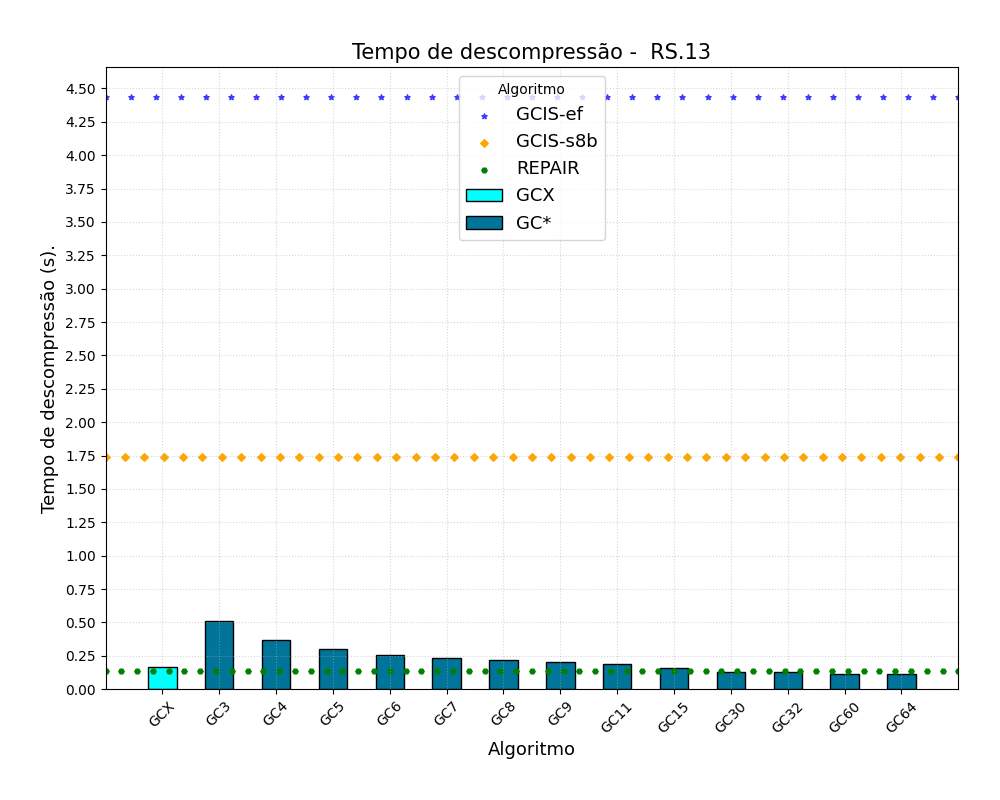 Tempo de descompressão -  RS.13
Algoritmo
GCIS-ef
GCIS-s8b
REPAIR
GCX
GC*
Tempo de descompressão (s).
4.50
4.25
4.00
3.75
3.50
3.25
3.00
2.75
2.50
2.25
2.00
1.75
1.50
1.25
1.00
0.75
0.50
0.25
0.00
GCX GC3 GC4 GC5 GC6 GC7 GC8 GC9 GC11 GC15 GC30 GC32 GC60 GC64
Algoritmo